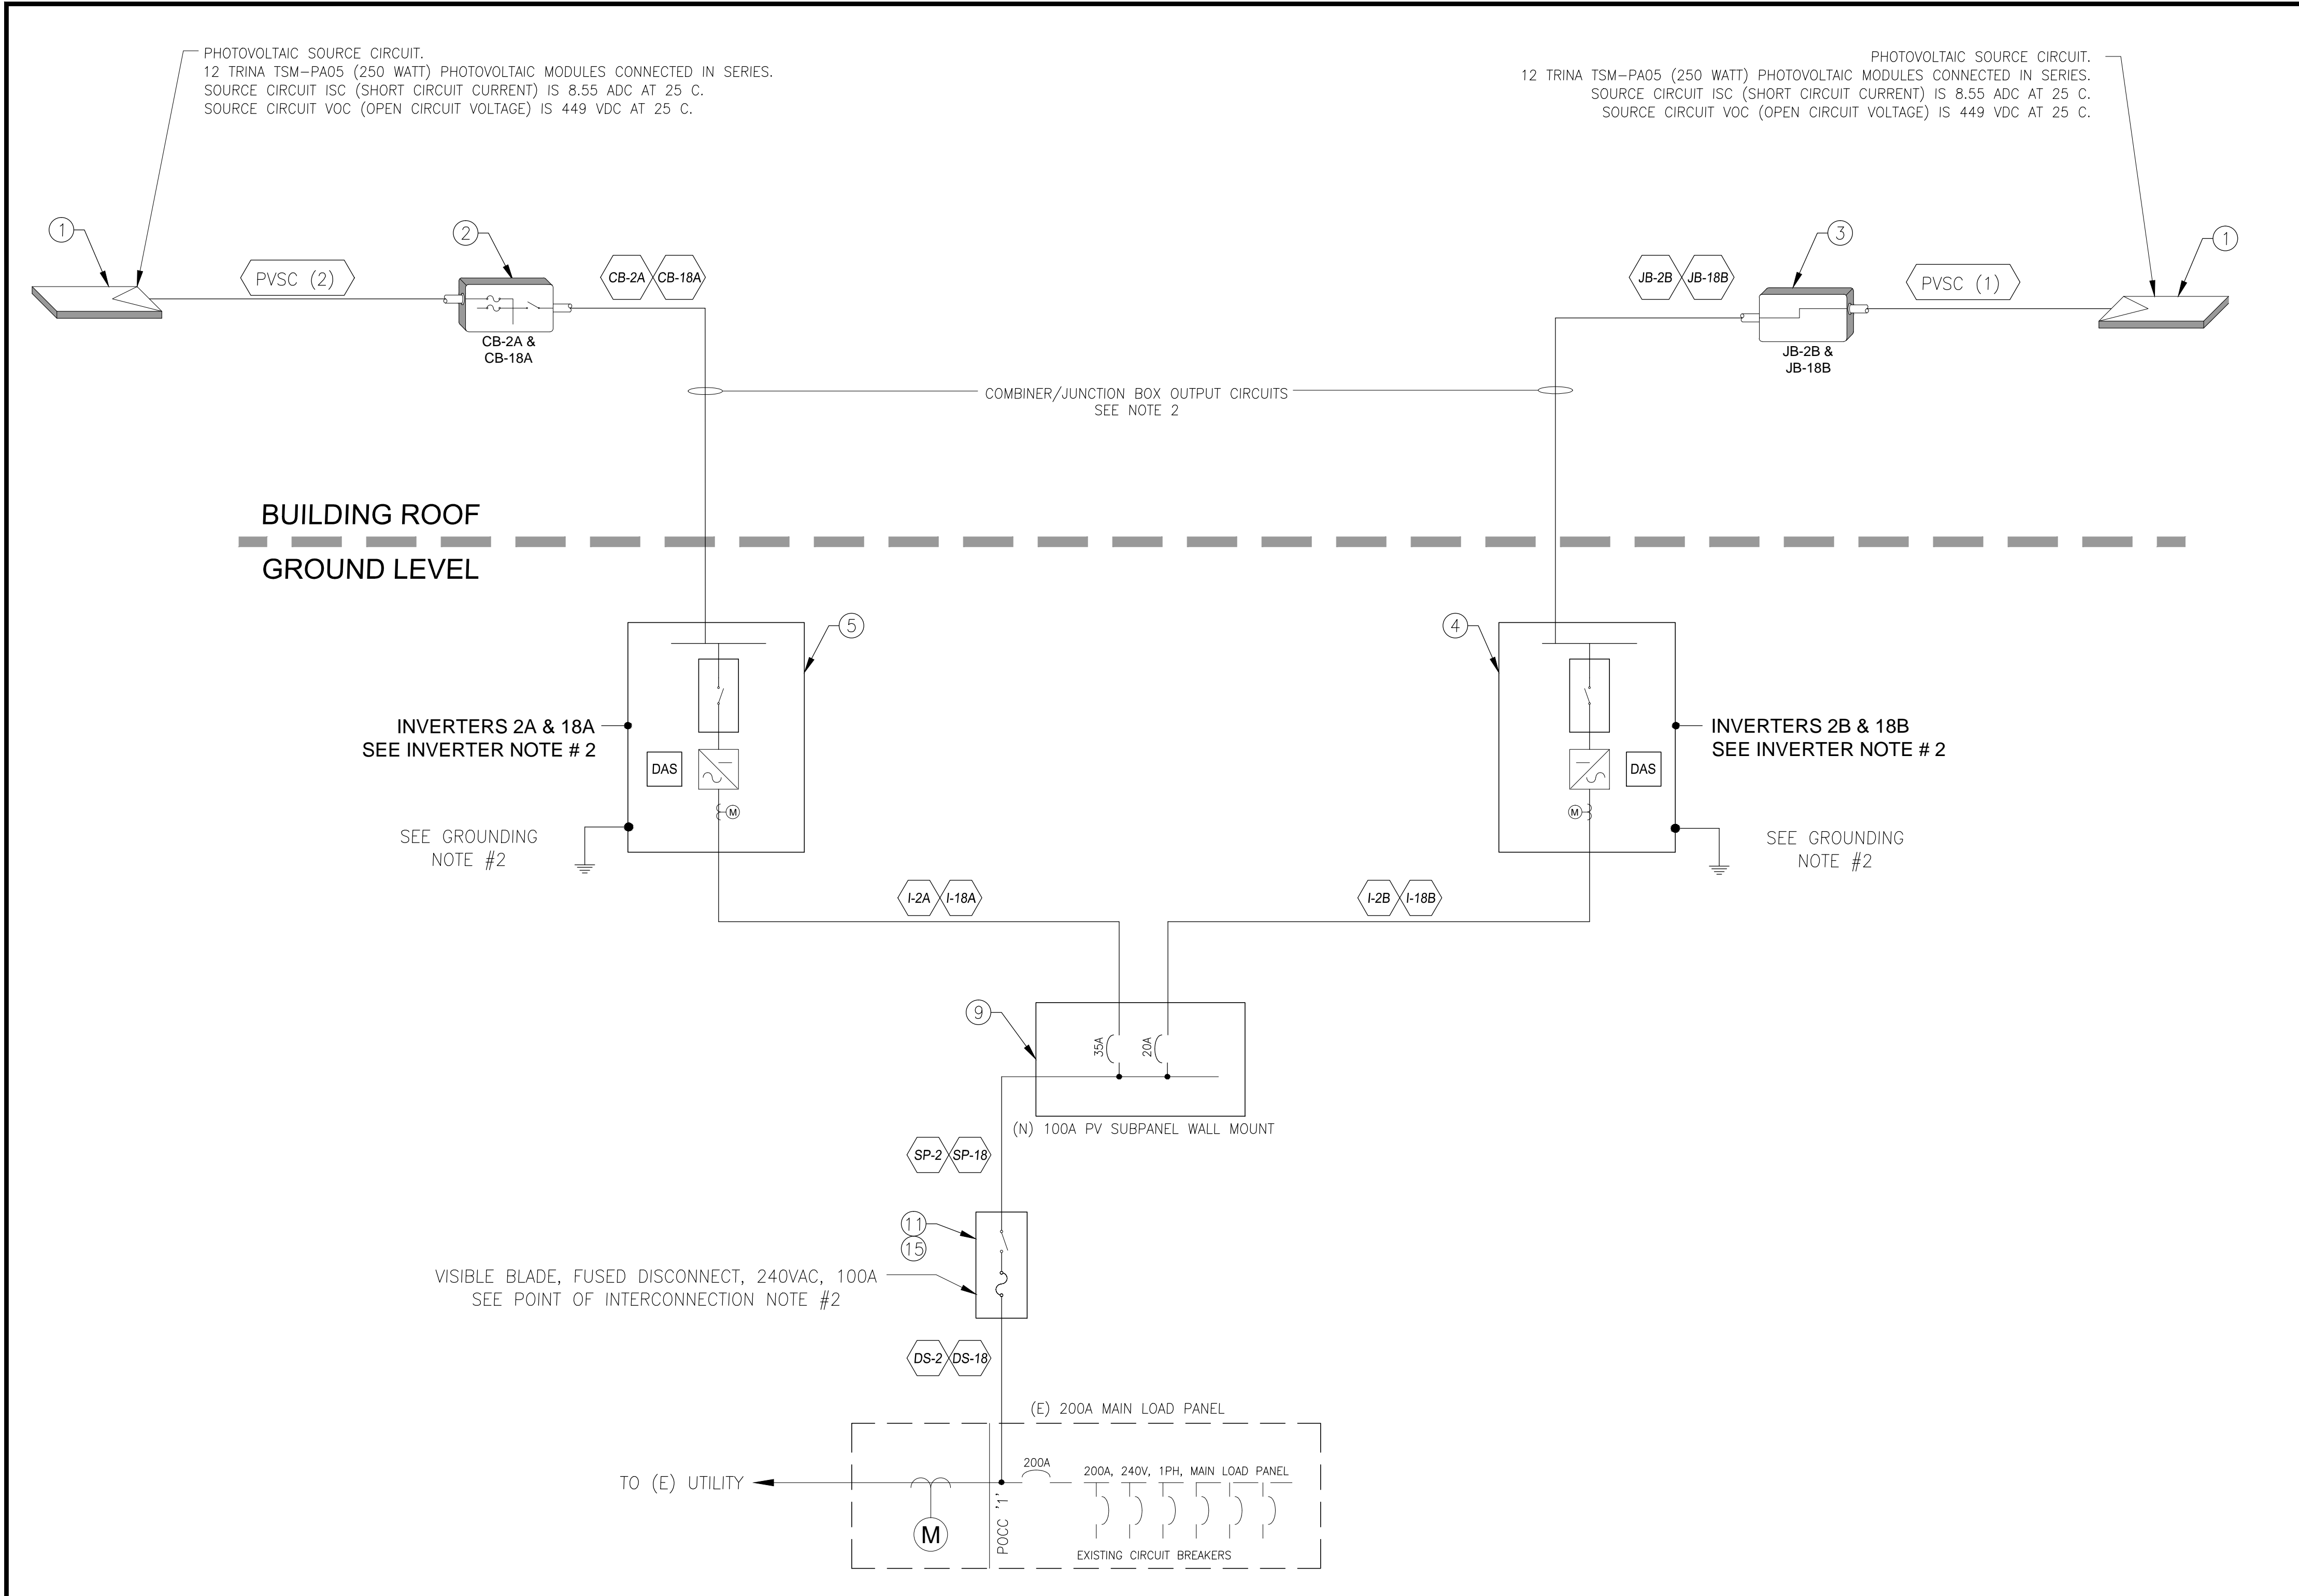 PHOTOVOLTAIC SOURCE CIRCUIT.
12 TRINA TSM-PA05 (250 WATT) PHOTOVOLTAIC MODULES CONNECTED IN SERIES.
SOURCE CIRCUIT ISC (SHORT CIRCUIT CURRENT) IS 8.55 ADC AT 25 C.
SOURCE CIRCUIT VOC (OPEN CIRCUIT VOLTAGE) IS 449 VDC AT 25 C.
PHOTOVOLTAIC SOURCE CIRCUIT.
12 TRINA TSM-PA05 (250 WATT) PHOTOVOLTAIC MODULES CONNECTED IN SERIES.
SOURCE CIRCUIT ISC (SHORT CIRCUIT CURRENT) IS 8.55 ADC AT 25 C.
SOURCE CIRCUIT VOC (OPEN CIRCUIT VOLTAGE) IS 449 VDC AT 25 C.
1
PVSC (2)
2
CB-2A CB-18A
CB-2A &
CB-18A
JB-2B JB-18B
3
PVSC (1)
1
JB-2B &
JB-18B
COMBINER/JUNCTION BOX OUTPUT CIRCUITS
SEE NOTE 2
BUILDING ROOF
GROUND LEVEL
5
INVERTERS 2A & 18A
SEE INVERTER NOTE # 2
DAS
M
SEE GROUNDING
NOTE #2
4
INVERTERS 2B & 18B
SEE INVERTER NOTE # 2
DAS
M
SEE GROUNDING
NOTE #2
I-2A I-18A
I-2B I-18B
9
35A
20A
(N) 100A PV SUBPANEL WALL MOUNT
SP-2 SP-18
11
15
VISIBLE BLADE, FUSED DISCONNECT, 240VAC, 100A
SEE POINT OF INTERCONNECTION NOTE #2
DS-2 DS-18
(E) 200A MAIN LOAD PANEL
TO (E) UTILITY
M
POCC '1'
200A
200A, 240V, 1PH, MAIN LOAD PANEL
EXISTING CIRCUIT BREAKERS